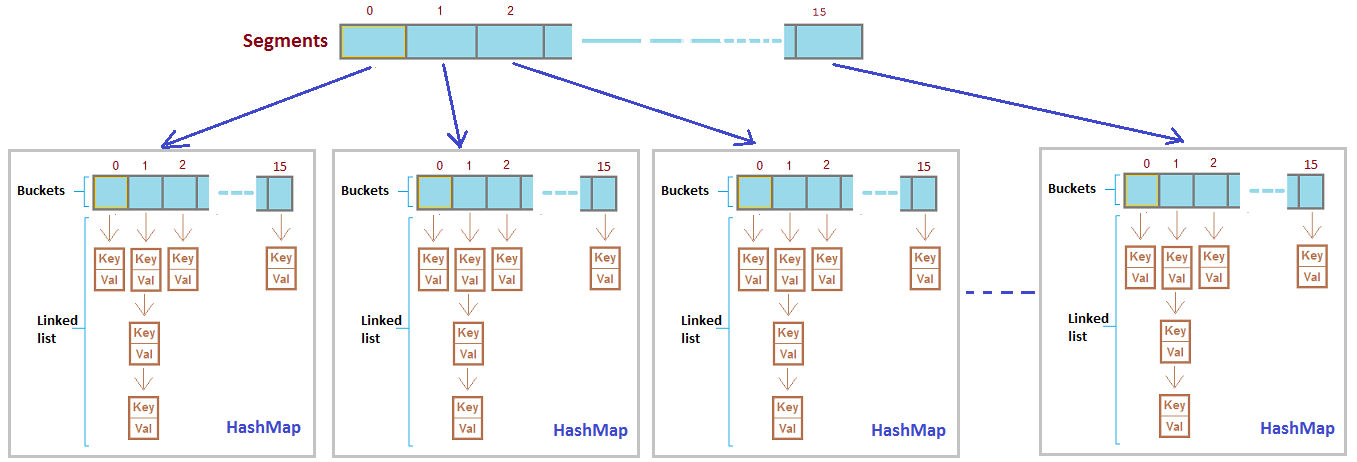 0 1 2 15
Segments
0 1 2 15
Buckets
Key Key Key Key
Val Val Val Val
Linked
list
Key
Val
Key
Val
HashMap
0 1 2 15
Buckets
Key Key Key Key
Val Val Val Val
Linked
list
Key
Val
Key
Val
HashMap
0 1 2 15
Buckets
Key Key Key Key
Val Val Val Val
Linked
list
Key
Val
Key
Val
HashMap
0 1 2 15
Buckets
Key Key Key Key
Val Val Val Val
Linked
list
Key
Val
Key
Val
HashMap